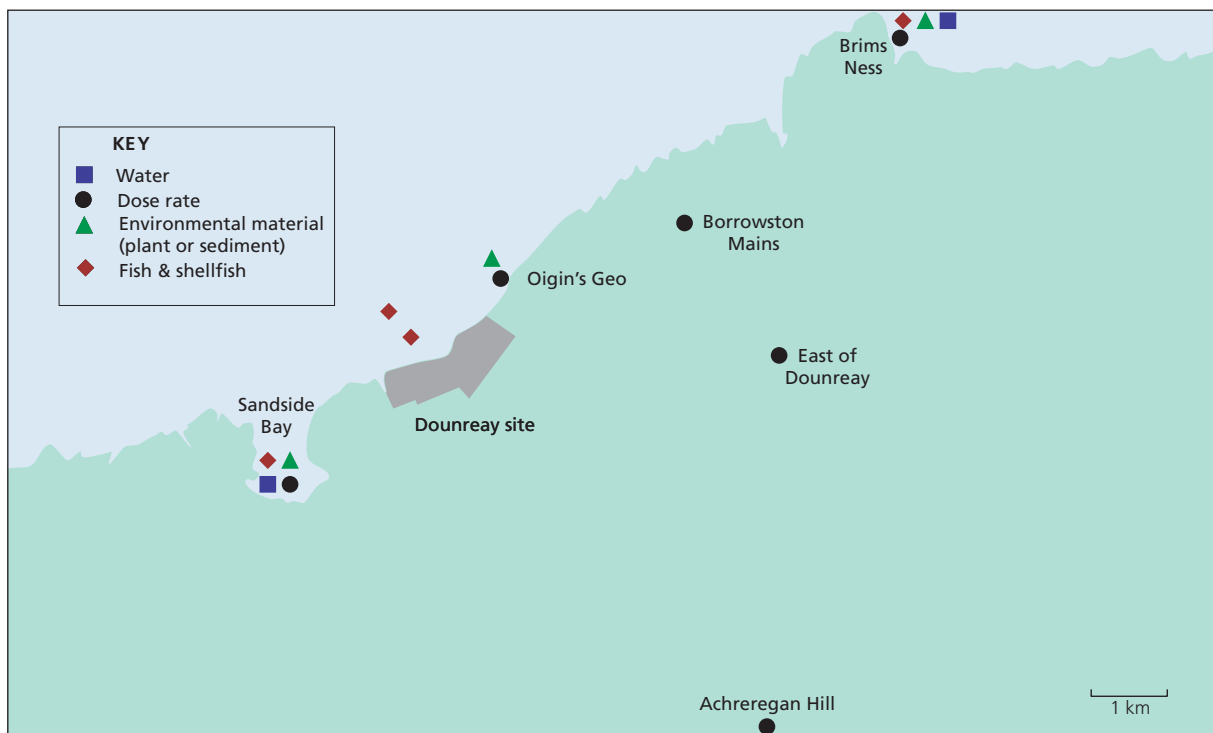 Brims
Ness
KEY
Water
Dose rate
Environmental material
(plant or sediment)
Fish & shellfish
Borrowston
Mains
Oigin's Geo
East of
Dounreay
Sandside
Bay
Dounreay site
Achreregan Hill
1 km